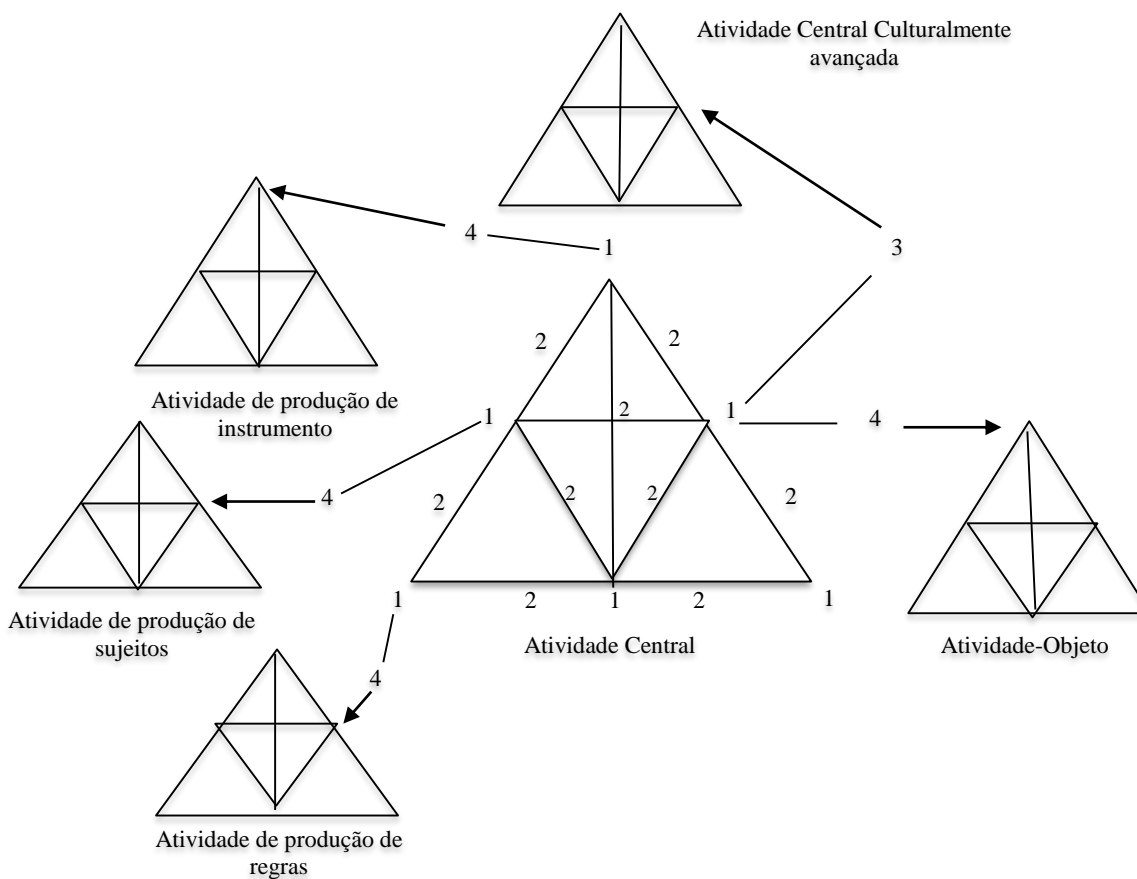 Atividade Central Culturalmente
avançada
4
1
3
2
2
Atividade de produção de
instrumento
1
2
1
4
4
2
2
2
2
1
2
1
2
1
Atividade de produção de
sujeitos
Atividade Central
Atividade-Objeto
4
Atividade de produção de
regras